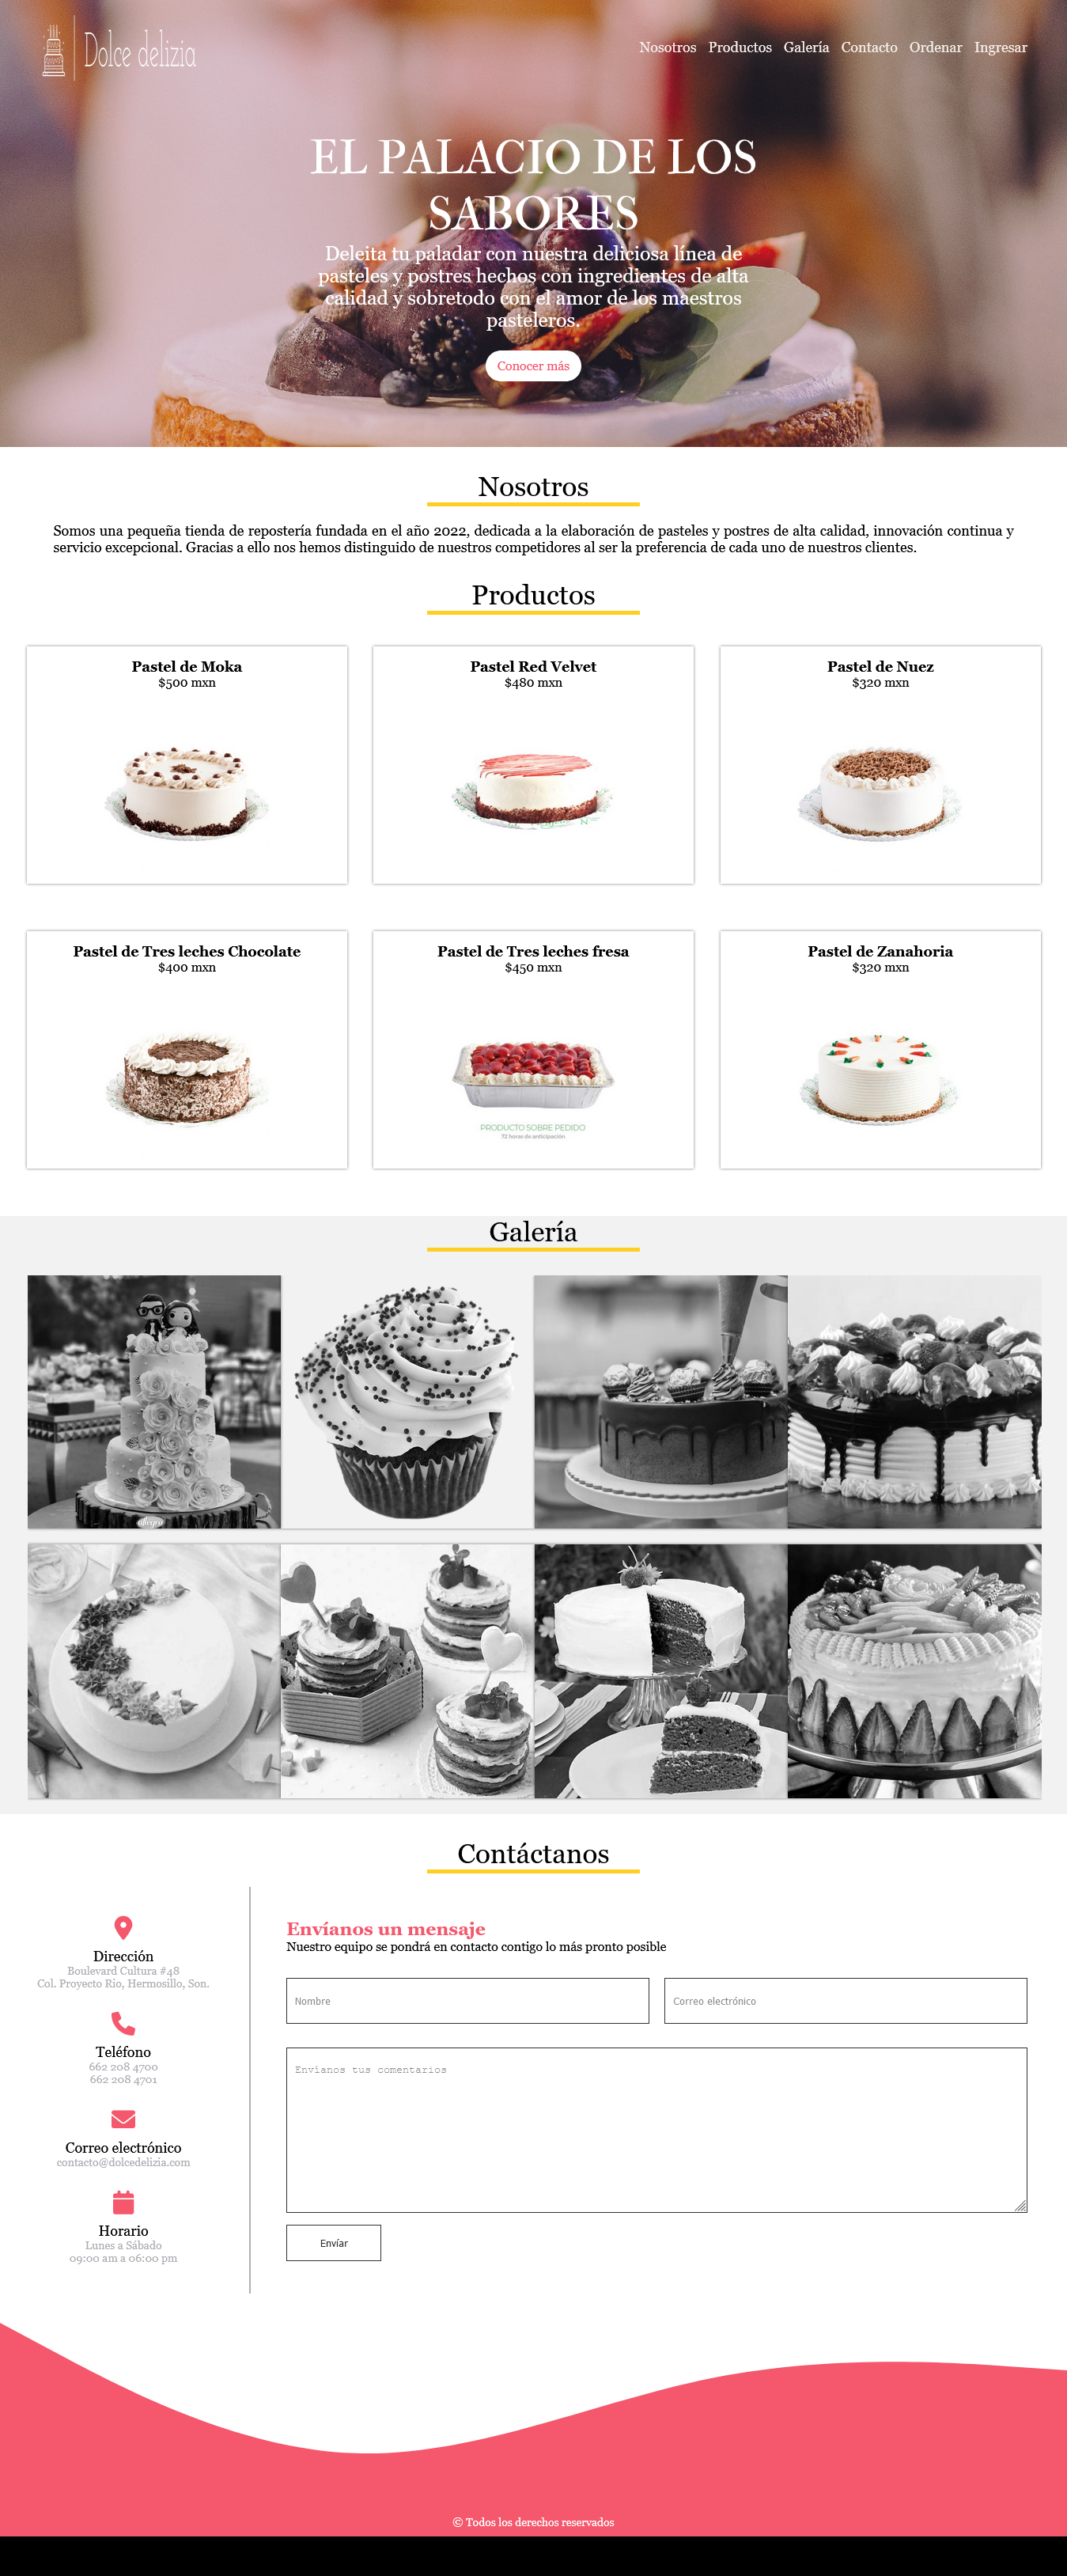 Dolce delizia
Nosotros Productos Galería Contacto Ordenar Ingresar
EL PALACIO DE LOS
SABORES
Deleita tu paladar con nuestra deliciosa línea de
pasteles y postres hechos con ingredientes de alta
calidad y sobretodo con el amor de los maestros
pasteleros.
Conocer más
Nosotros
Somos una pequeña tienda de repostería fundada en el año 2022, dedicada a la elaboración de pasteles y postres de alta calidad, innovación continua y
servicio excepcional. Gracias a ello nos hemos distinguido de nuestros competidores al ser la preferencia de cada uno de nuestros clientes.
Productos
Pastel de Moka
$500 mxn
Pastel Red Velvet
$480 mxn
Pastel de Nuez
$320 mxn
Pastel de Tres leches Chocolate
$400 mxn
Pastel de Tres leches fresa
$450 mxn
PRODUCTO SOBRE PEDIDO
72 horas de anticipación
Pastel de Zanahoria
$320 mxn
Galería
Contáctanos
Dirección
Boulevard Cultura #48
Col. Proyecto Rio, Hermosillo, Son.
Teléfono
662 208 4700
662 208 4701
Correo electrónico
contacto@dolcedelizia.com
Horario
Lunes a Sábado
09:00 am a 06:00 pm
Envíanos un mensaje
Nuestro equipo se pondrá en contacto contigo lo más pronto posible
Nombre
Correo electrónico
Envíanos tus comentarios
Envíar
© Todos los derechos reservados